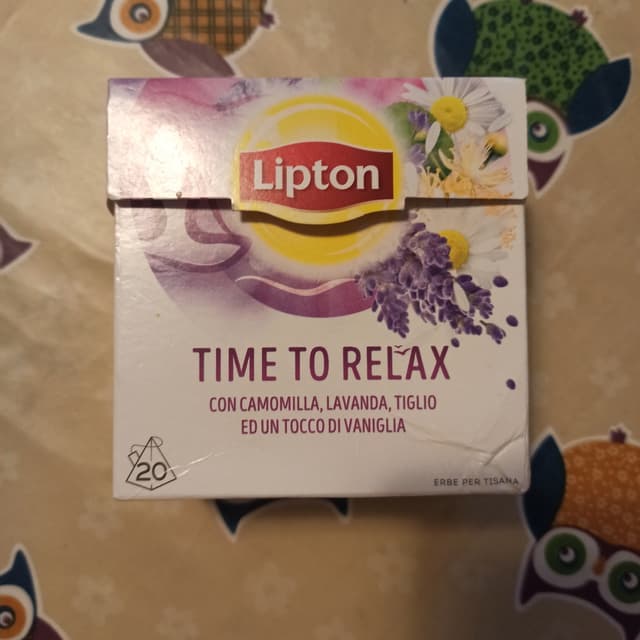 Lipton
TIME TO RELAX
CON CAMOMILLA, LAVANDA, TIGLIO
ED UN TOCCO DI VANIGLIA
20
ERBE PER TISANA